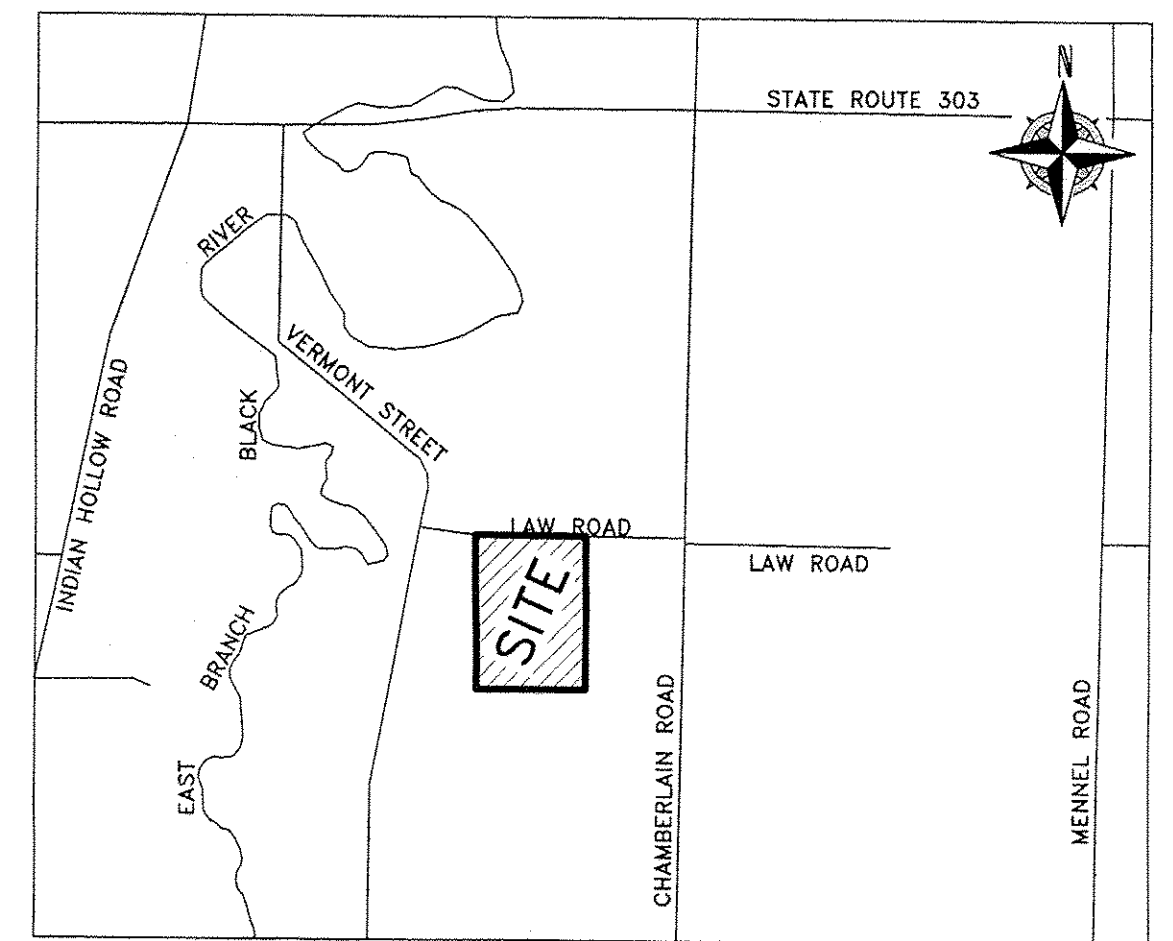 N
STATE ROUTE 303
RIVER
VERMONT STREET
INDIAN HOLLOW ROAD
BLACK
LAW ROAD
LAW ROAD
SITE
BRANCH
EAST
CHAMBERLAIN ROAD
MENNEL ROAD